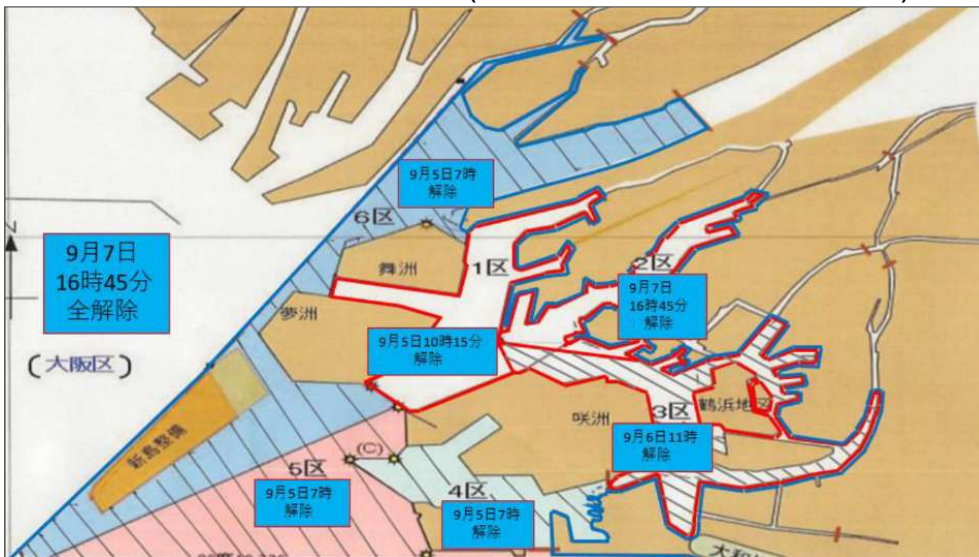 9月5日7時
解除
6区
N
9月7日
16時45分
全解除
舞洲
1区
2区
9月7日
16時45分
解除
夢洲
(大阪区)
9月5日10時15分
解除
新島整備
咲洲
3区
鶴浜地区
9月6日11時
解除
(C)
5区
9月5日7時
解除
4区
9月5日7時
解除
大和